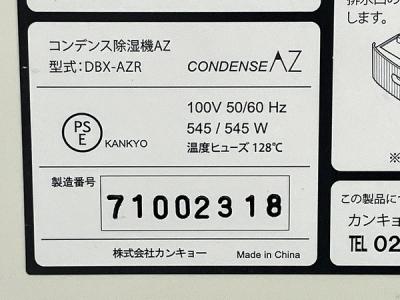 します。
コンデンス除湿機AZ
型式：DBX-AZR
CONDENSE AZ
PS
E
KANKYO
100V 50/60 Hz
545 / 545 W
温度ヒューズ 128℃
製造番号
71002318
株式会社カンキョー
Made in China
※
この製品につ
カンキョ
TEL 02